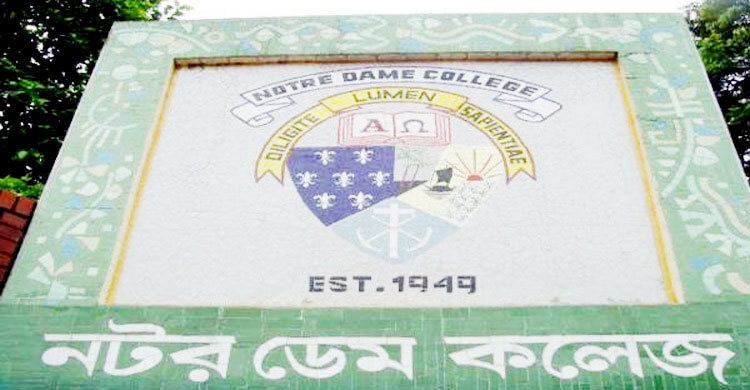 NOTRE DAME COLLEGE
DILIGITE LUMEN SAPIENTIAE
Α Ω
EST. 1949
নটর ডেম কলেজ